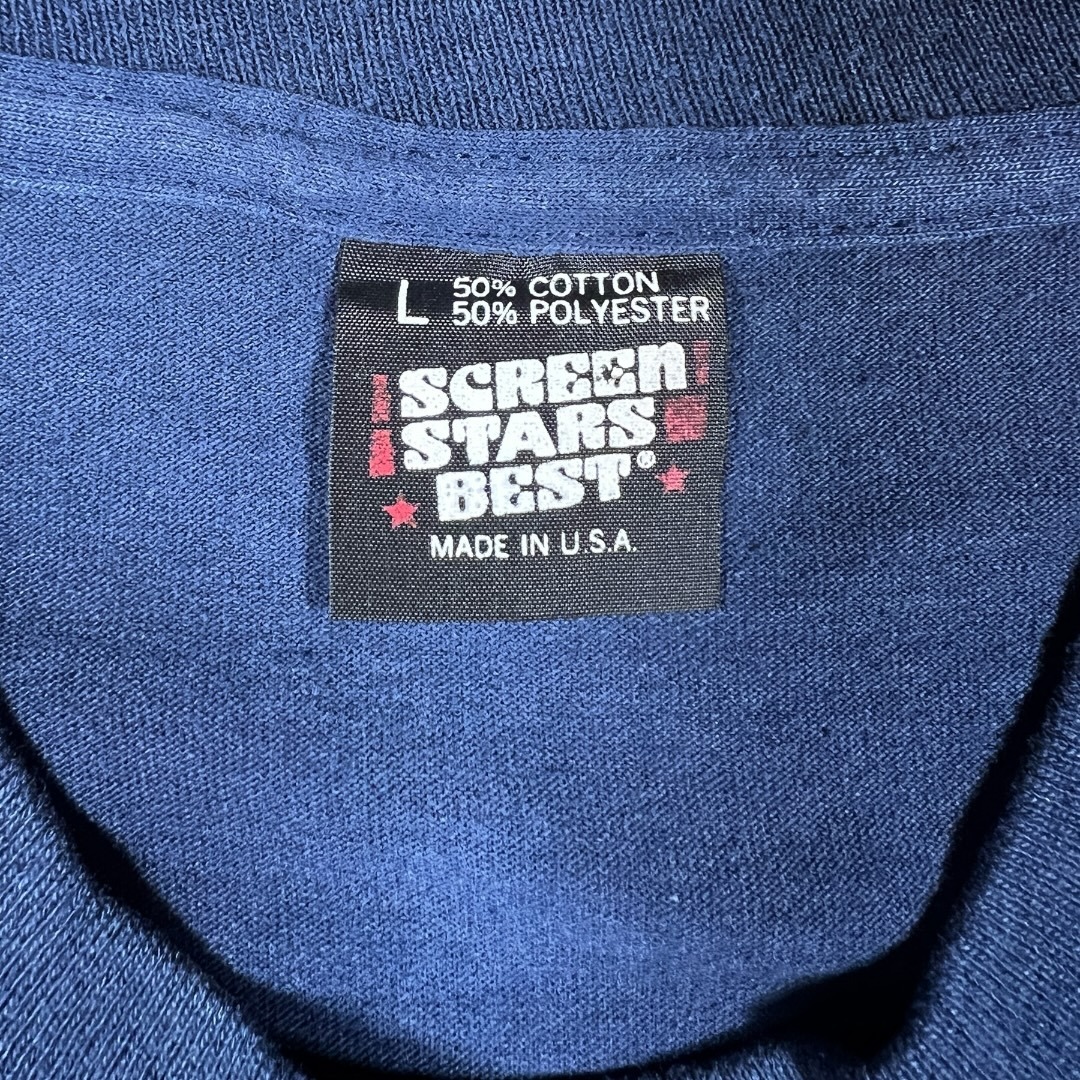 L 50% COTTON
50% POLYESTER
SCREEN
STARS
BEST®
MADE IN U.S.A.